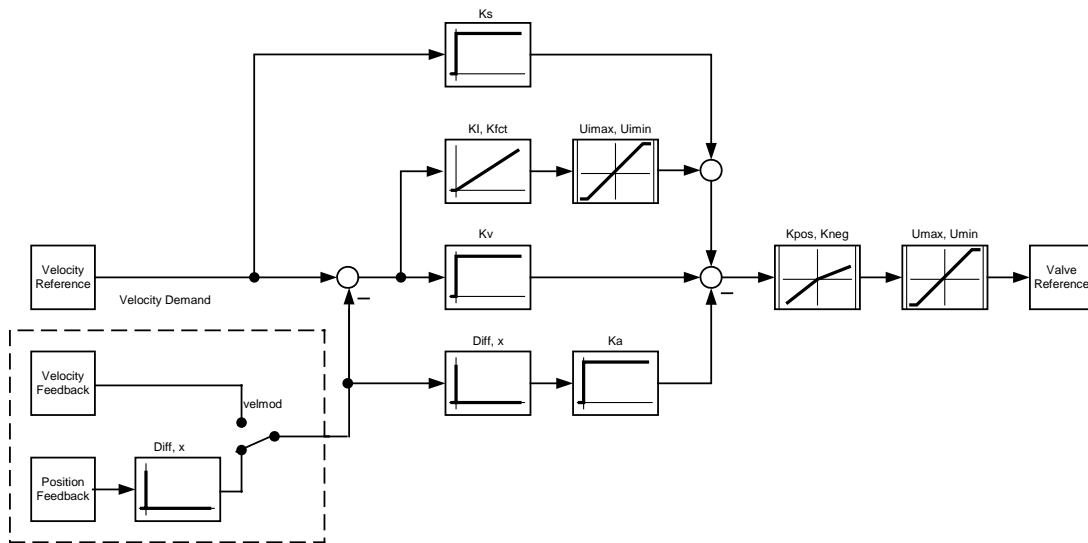 Ks
KI, Kfct
Uimax, Uimin
Kv
Kpos, Kneg
Umax, Umin
Velocity
Reference
Velocity Demand
Valve
Reference
Diff, x
Ka
Velocity
Feedback
velmod
Diff, x
Position
Feedback